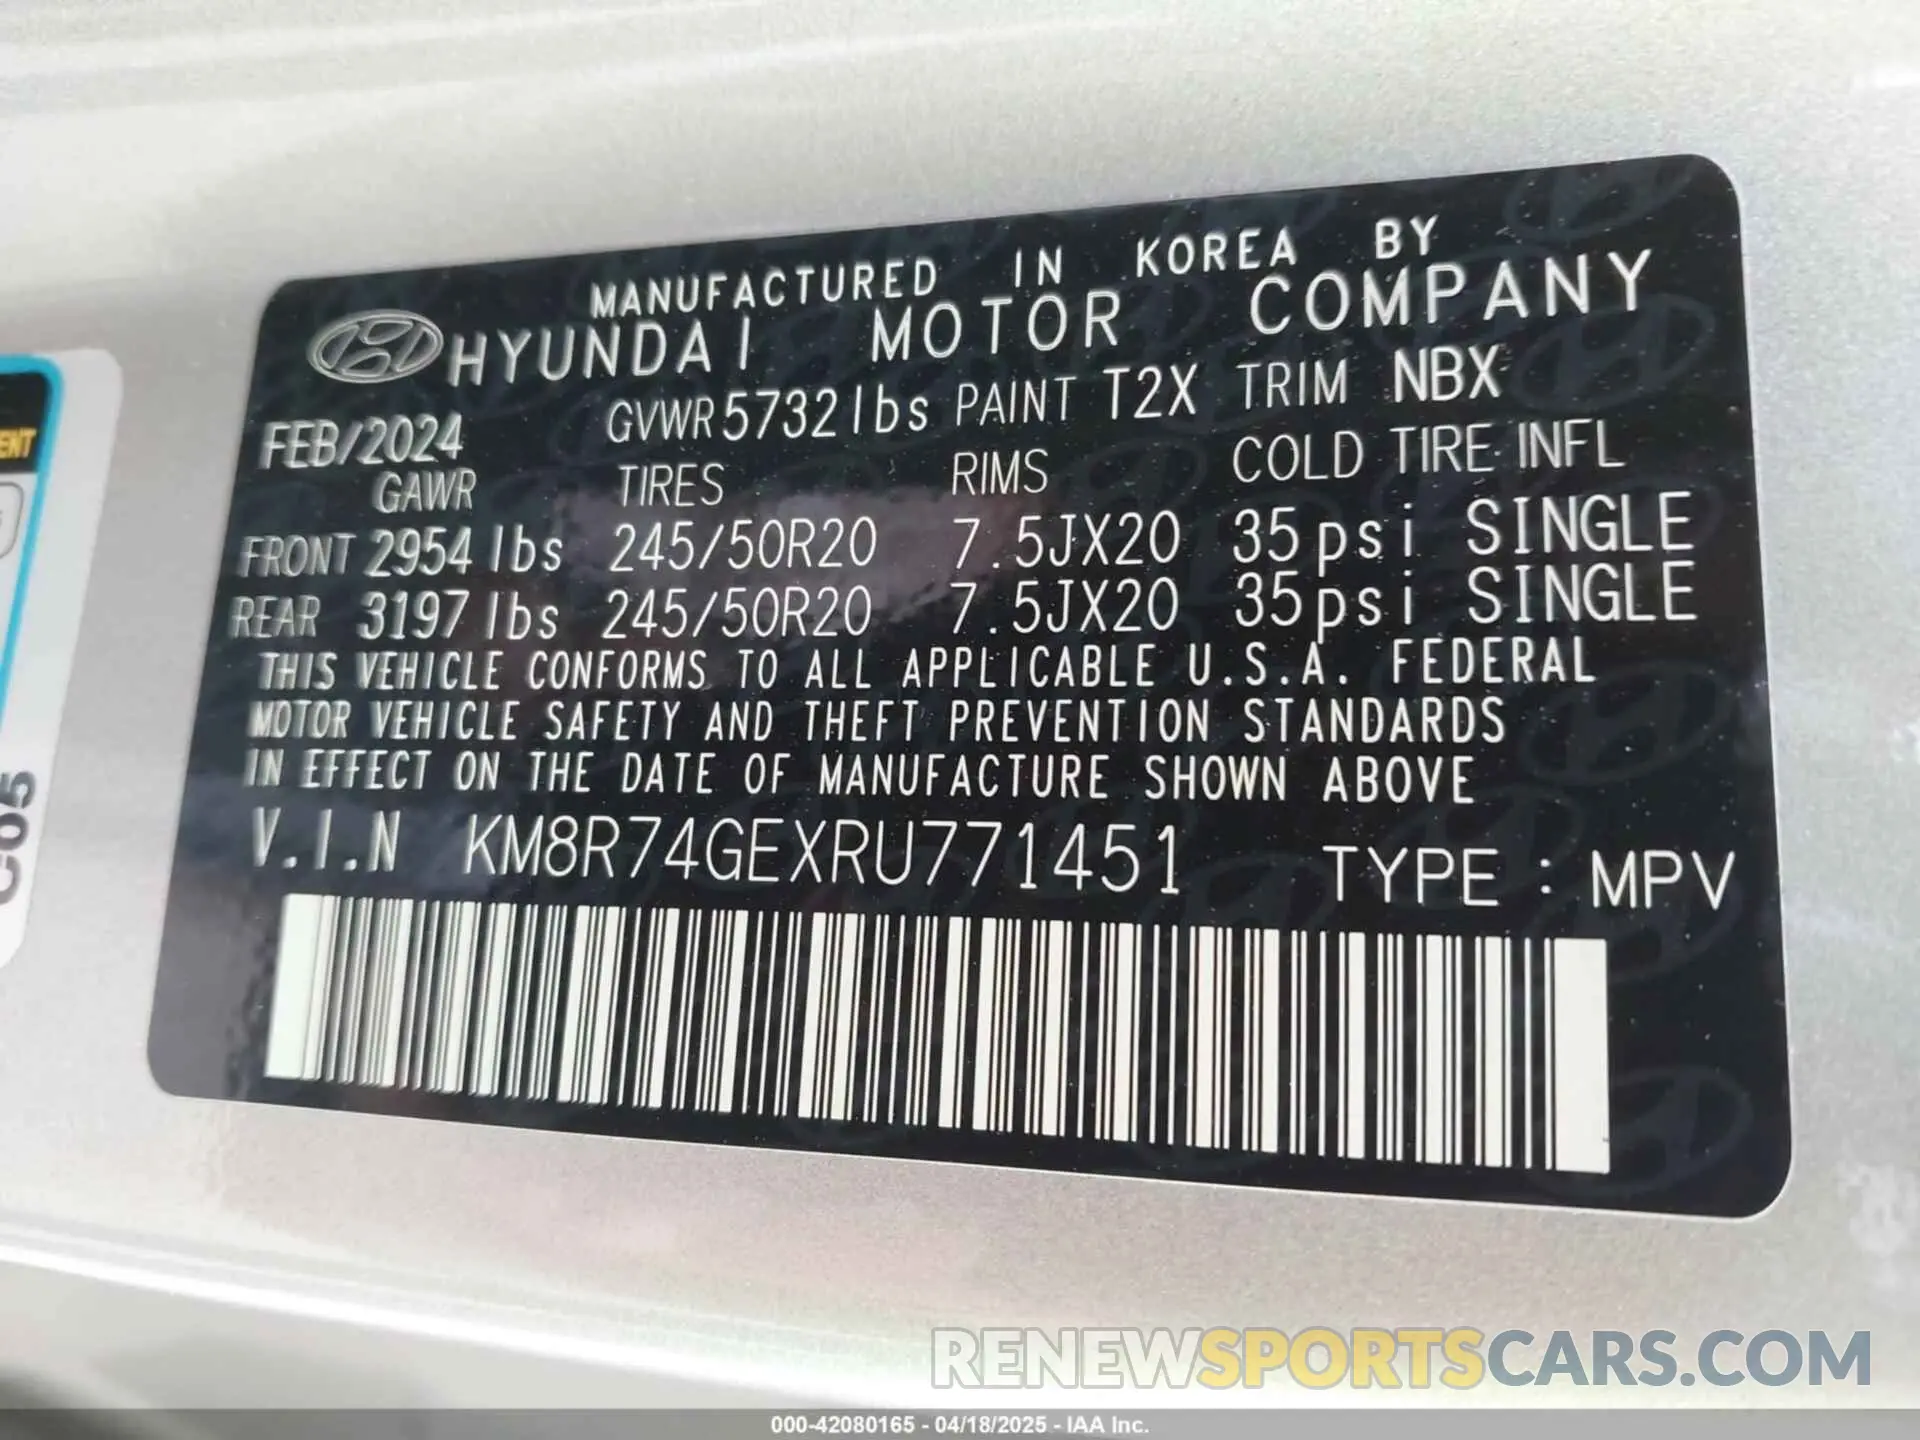 MANUFACTURED IN KOREA BY
HYUNDAI MOTOR COMPANY
FEB/2024 GVWR 5732 lbs PAINT T2X TRIM NBX
GAWR TIRES RIMS COLD TIRE INFL
FRONT 2954 lbs 245/50R20 7.5JX20 35psi SINGLE
REAR 3197 lbs 245/50R20 7.5JX20 35psi SINGLE
THIS VEHICLE CONFORMS TO ALL APPLICABLE U.S.A. FEDERAL
MOTOR VEHICLE SAFETY AND THEFT PREVENTION STANDARDS
IN EFFECT ON THE DATE OF MANUFACTURE SHOWN ABOVE
V.I.N KM8R74GEXRU771451 TYPE : MPV
C05
RENEWSPORTSCARS.COM
000-42080165 - 04/18/2025 - IAA Inc.